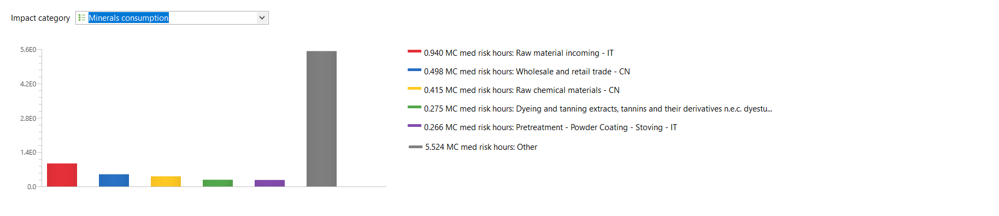 Impact category Minerals consumption
5.6E0
4.2E0
2.8E0
1.4E0
0.0
0.940 MC med risk hours: Raw material incoming - IT
0.498 MC med risk hours: Wholesale and retail trade - CN
0.415 MC med risk hours: Raw chemical materials - CN
0.275 MC med risk hours: Dyeing and tanning extracts, tannins and their derivatives n.e.c. dyestu...
0.266 MC med risk hours: Pretreatment - Powder Coating - Stoving - IT
5.524 MC med risk hours: Other